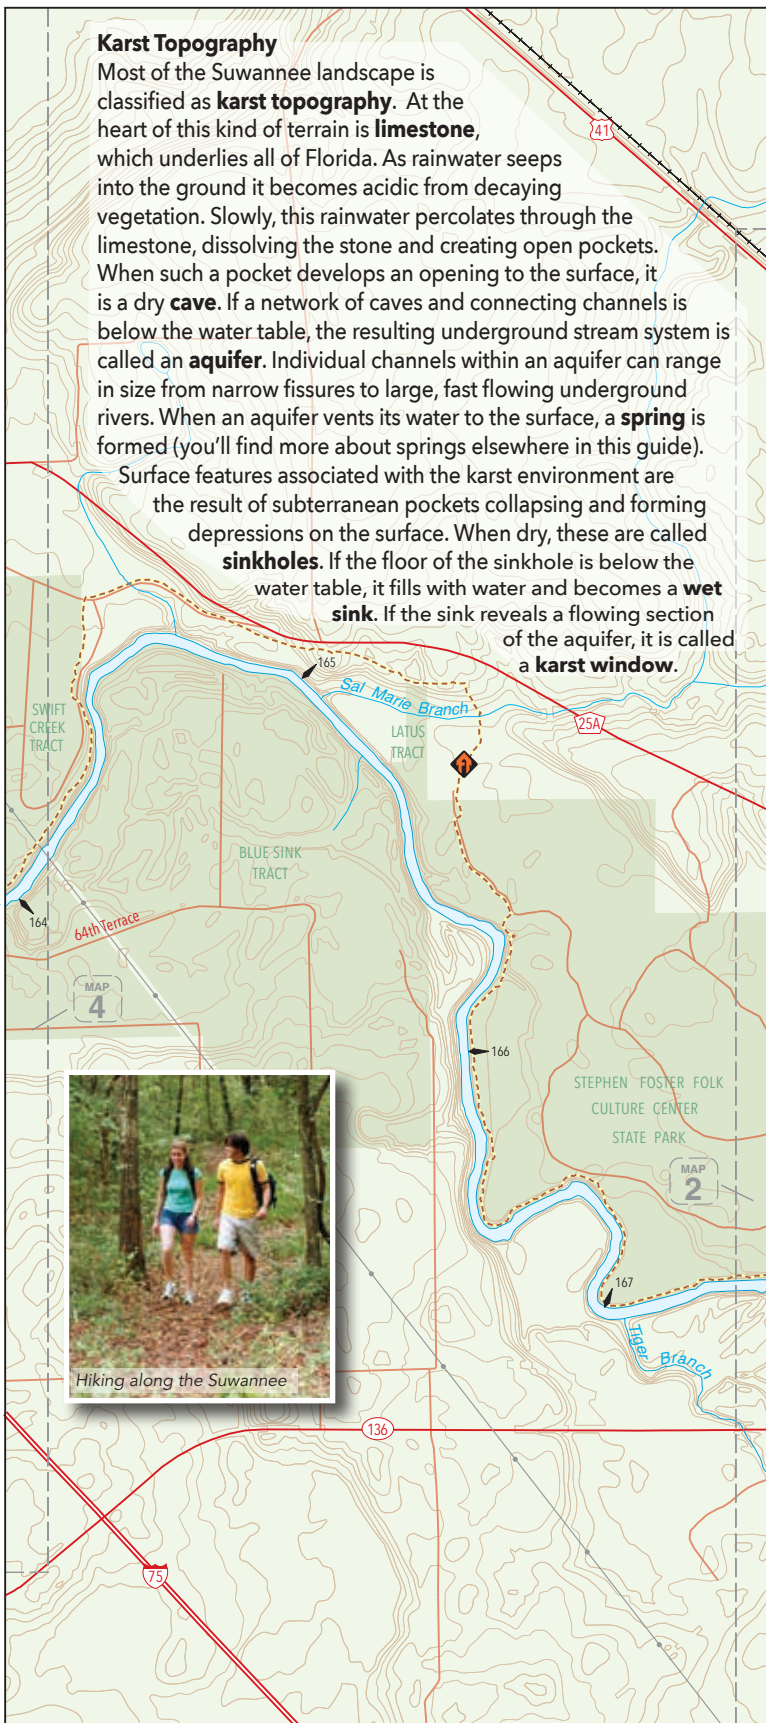 Karst Topography
Most of the Suwannee landscape is
classified as karst topography. At the
heart of this kind of terrain is limestone,
which underlies all of Florida. As rainwater seeps
into the ground it becomes acidic from decaying
vegetation. Slowly, this rainwater percolates through the
limestone, dissolving the stone and creating open pockets.
When such a pocket develops an opening to the surface, it
is a dry cave. If a network of caves and connecting channels is
below the water table, the resulting underground stream system is
called an aquifer. Individual channels within an aquifer can range
in size from narrow fissures to large, fast flowing underground
rivers. When an aquifer vents its water to the surface, a spring is
formed (you'll find more about springs elsewhere in this guide).
Surface features associated with the karst environment are
the result of subterranean pockets collapsing and forming
depressions on the surface. When dry, these are called
sinkholes. If the floor of the sinkhole is below the
water table, it fills with water and becomes a wet
sink. If the sink reveals a flowing section
of the aquifer, it is called
a karst window.
41
165
Sal Marie Branch
SWIFT
CREEK
TRACT
LATUS
TRACT
25A
BLUE SINK
TRACT
164
64th Terrace
MAP
4
166
STEPHEN FOSTER FOLK
CULTURE CENTER
STATE PARK
MAP
2
167
Tiger Branch
Hiking along the Suwannee
136
75